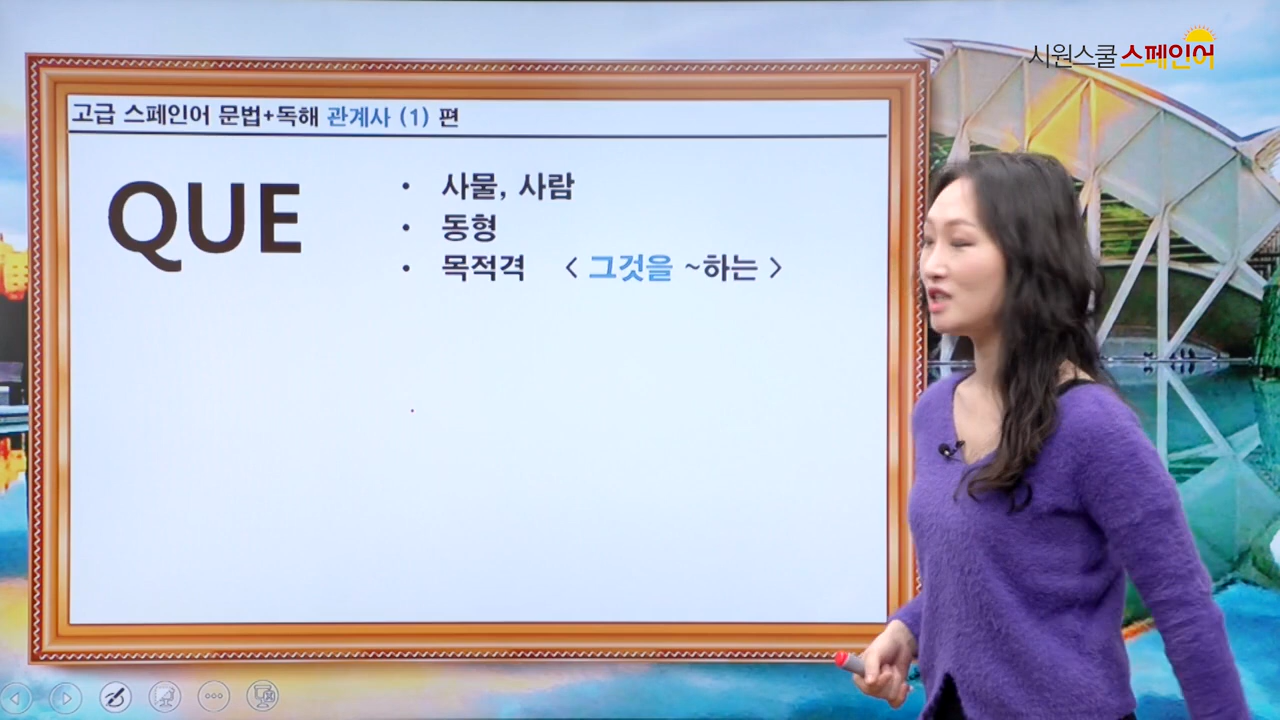 시원스쿨 스페인어
고급 스페인어 문법+독해 관계사 (1) 편
QUE
• 사물, 사람
• 동형
• 목적격 < 그것을 ~하는 >